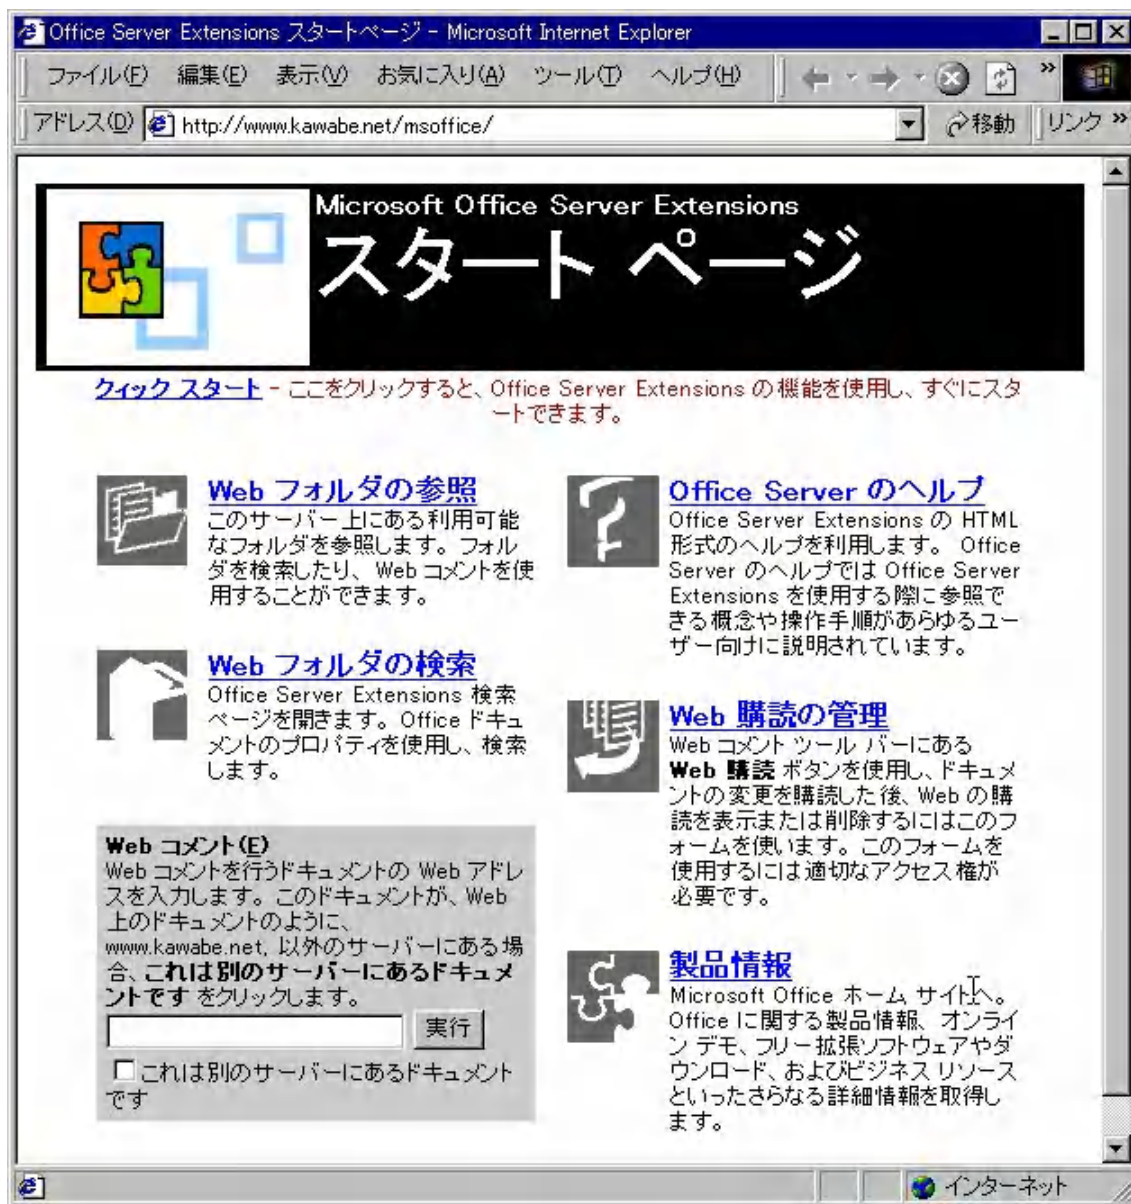 Office Server Extensions スタートページ - Microsoft Internet Explorer
ファイル(F) 編集(E) 表示(V) お気に入り(A) ツール(T) ヘルプ(H) »
アドレス(D) http://www.kawabe.net/msoffice/ 移動 リンク »
Microsoft Office Server Extensions
スタート ページ
クィック スタート - ここをクリックすると、Office Server Extensions の機能を使用し、すぐにスタ
ートできます。
Web フォルダの参照
このサーバー上にある利用可能
なフォルダを参照します。フォル
ダを検索したり、Web コメントを使
用することができます。
Web フォルダの検索
Office Server Extensions 検索
ページを開きます。Office ドキュ
メントのプロパティを使用し、検索
します。
Web コメント(E)
Web コメントを行うドキュメントの Web アドレ
スを入力します。このドキュメントが、Web
上のドキュメントのように、
www.kawabe.net, 以外のサーバーにある場
合、これは別のサーバーにあるドキュメ
ントです をクリックします。
実行
これは別のサーバーにあるドキュメント
です
Office Server のヘルプ
Office Server Extensions の HTML
形式のヘルプを利用します。 Office
Server のヘルプでは Office Server
Extensions を使用する際に参照で
きる概念や操作手順があらゆるユー
ザー向けに説明されています。
Web 購読の管理
Web コメント ツール バーにある
Web 購読 ボタンを使用し、ドキュメ
ントの変更を購読した後、Web の購
読を表示または削除するにはこのフ
ォームを使います。このフォームを
使用するには適切なアクセス権が
必要です。
製品情報
Microsoft Office ホーム サイトへ。
Office に関する製品情報、オンライ
ン デモ、フリー拡張ソフトウェアやダ
ウンロード、およびビジネス リソース
といったさらなる詳細情報を取得し
ます。
インターネット